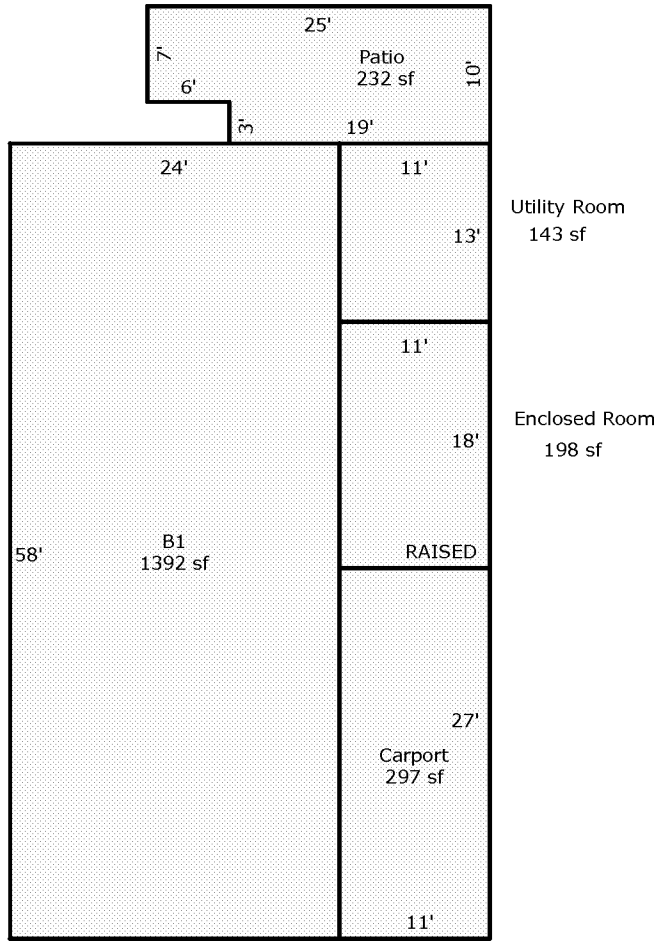 25'
7'
Patio
232 sf
10'
6'
3'
19'
24'
11'
13'
Utility Room
143 sf
11'
18'
Enclosed Room
198 sf
58'
B1
1392 sf
RAISED
27'
Carport
297 sf
11'